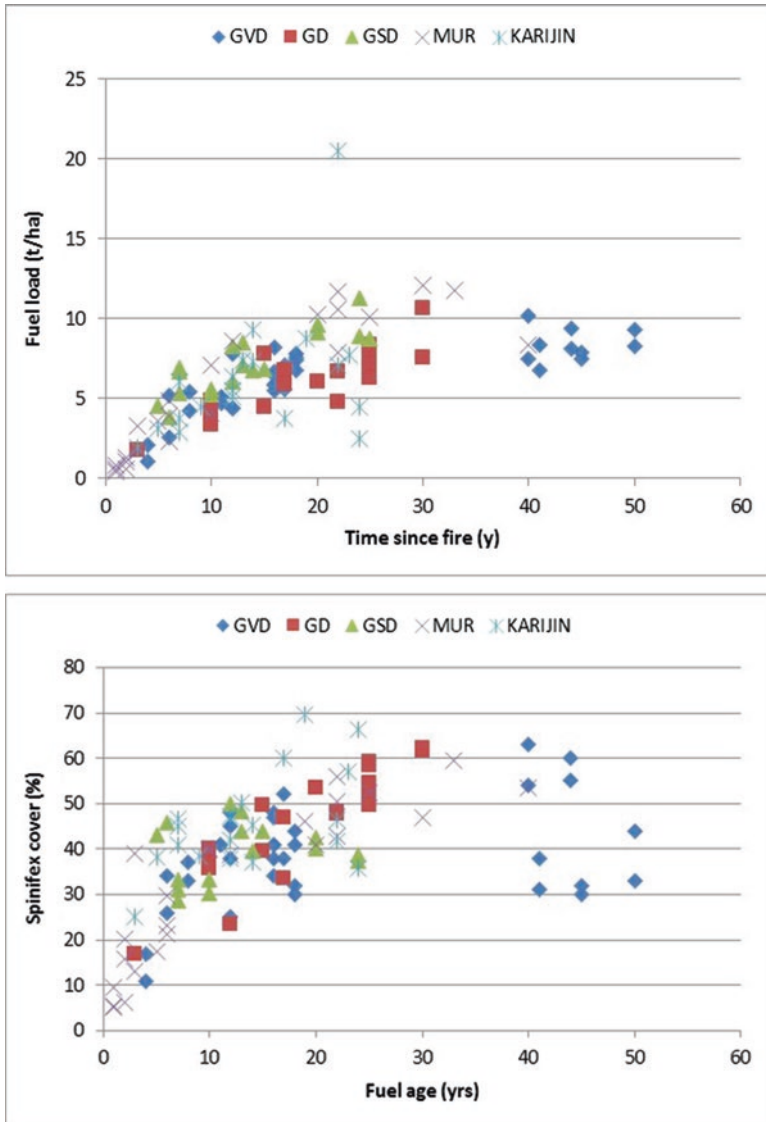 GVD GD GSD MUR KARIJIN
25
20
15
10
5
0
Fuel load (t/ha)
0 10 20 30 40 50 60
Time since fire (y)
GVD GD GSD MUR KARIJIN
80
70
60
50
40
30
20
10
0
Spinifex cover (%)
0 10 20 30 40 50 60
Fuel age (yrs)